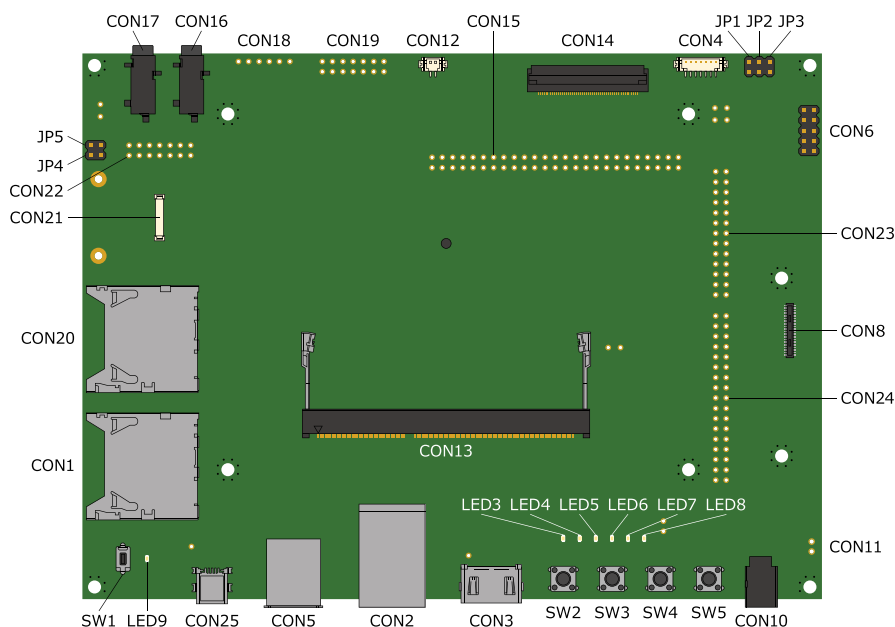 CON17 CON16 CON15 JP1 JP2 JP3
CON18 CON19 CON12 CON14 CON4
CON6
JP5
JP4
CON22
CON21
CON23
CON20
CON8
CON24
CON13
CON1
LED3 LED4 LED5 LED6 LED7 LED8
CON11
SW1 LED9 CON25 CON5 CON2 CON3 SW2 SW3 SW4 SW5 CON10